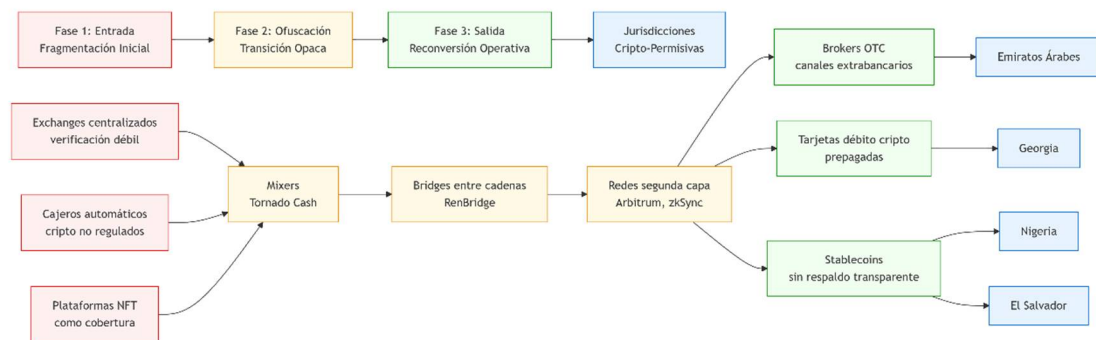 Fase 1: Entrada
Fragmentación Inicial
Fase 2: Ofuscación
Transición Opaca
Fase 3: Salida
Reconversión Operativa
Jurisdicciones
Cripto-Permisivas
Exchanges centralizados
verificación débil
Cajeros automáticos
cripto no regulados
Plataformas NFT
como cobertura
Mixers
Tornado Cash
Bridges entre cadenas
RenBridge
Redes segunda capa
Arbitrum, zkSync
Brokers OTC
canales extrabancarios
Emiratos Árabes
Tarjetas débito cripto
prepagadas
Georgia
Stablecoins
sin respaldo transparente
Nigeria
El Salvador